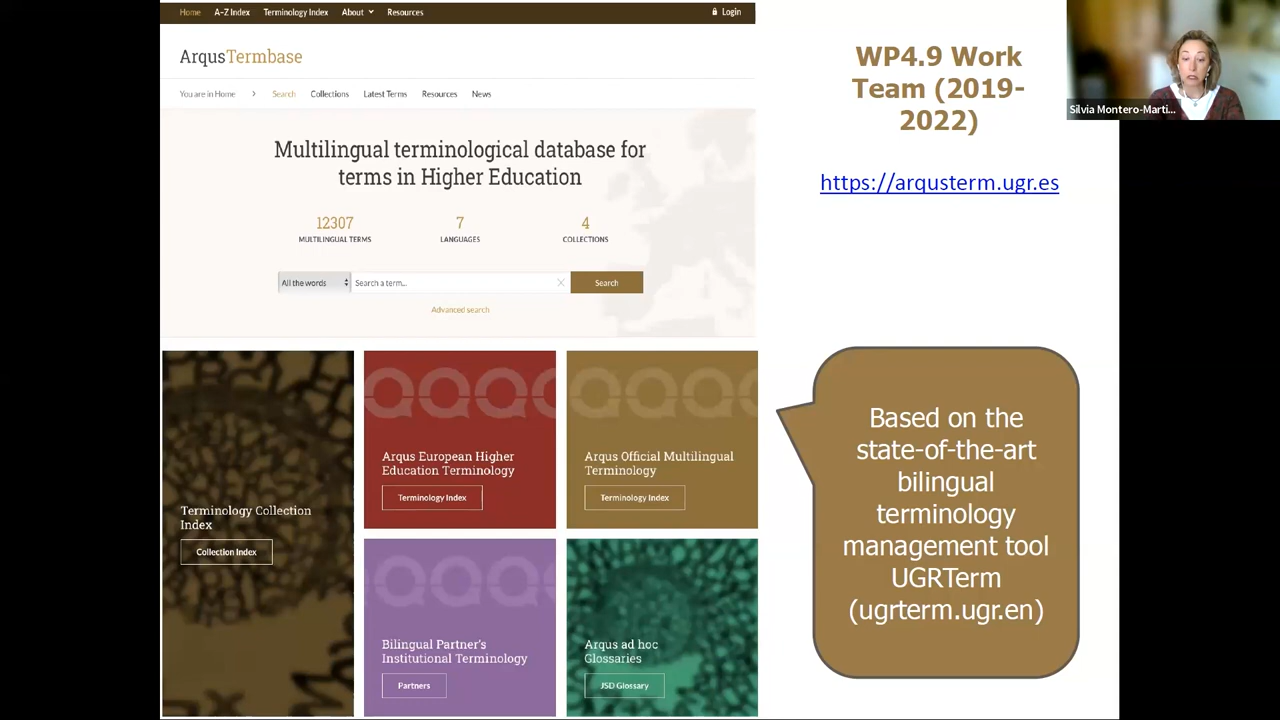 Home A–Z Index Terminology Index About Resources Login
ArqusTermbase
You are in Home > Search Collections Latest Terms Resources News
Multilingual terminological database for
terms in Higher Education
12307 7 4
MULTILINGUAL TERMS LANGUAGES COLLECTIONS
All the words Search a term... Search
Advanced search
Terminology Collection
Index
Collection Index
Arqus European Higher
Education Terminology
Terminology Index
Arqus Official Multilingual
Terminology
Terminology Index
Bilingual Partner's
Institutional Terminology
Partners
Arqus ad hoc
Glossaries
JSD Glossary
WP4.9 Work
Team (2019-
2022)
https://arqusterm.ugr.es
Based on the
state-of-the-art
bilingual
terminology
management tool
UGRTerm
(ugrterm.ugr.en)
Silvia Montero-Marti...